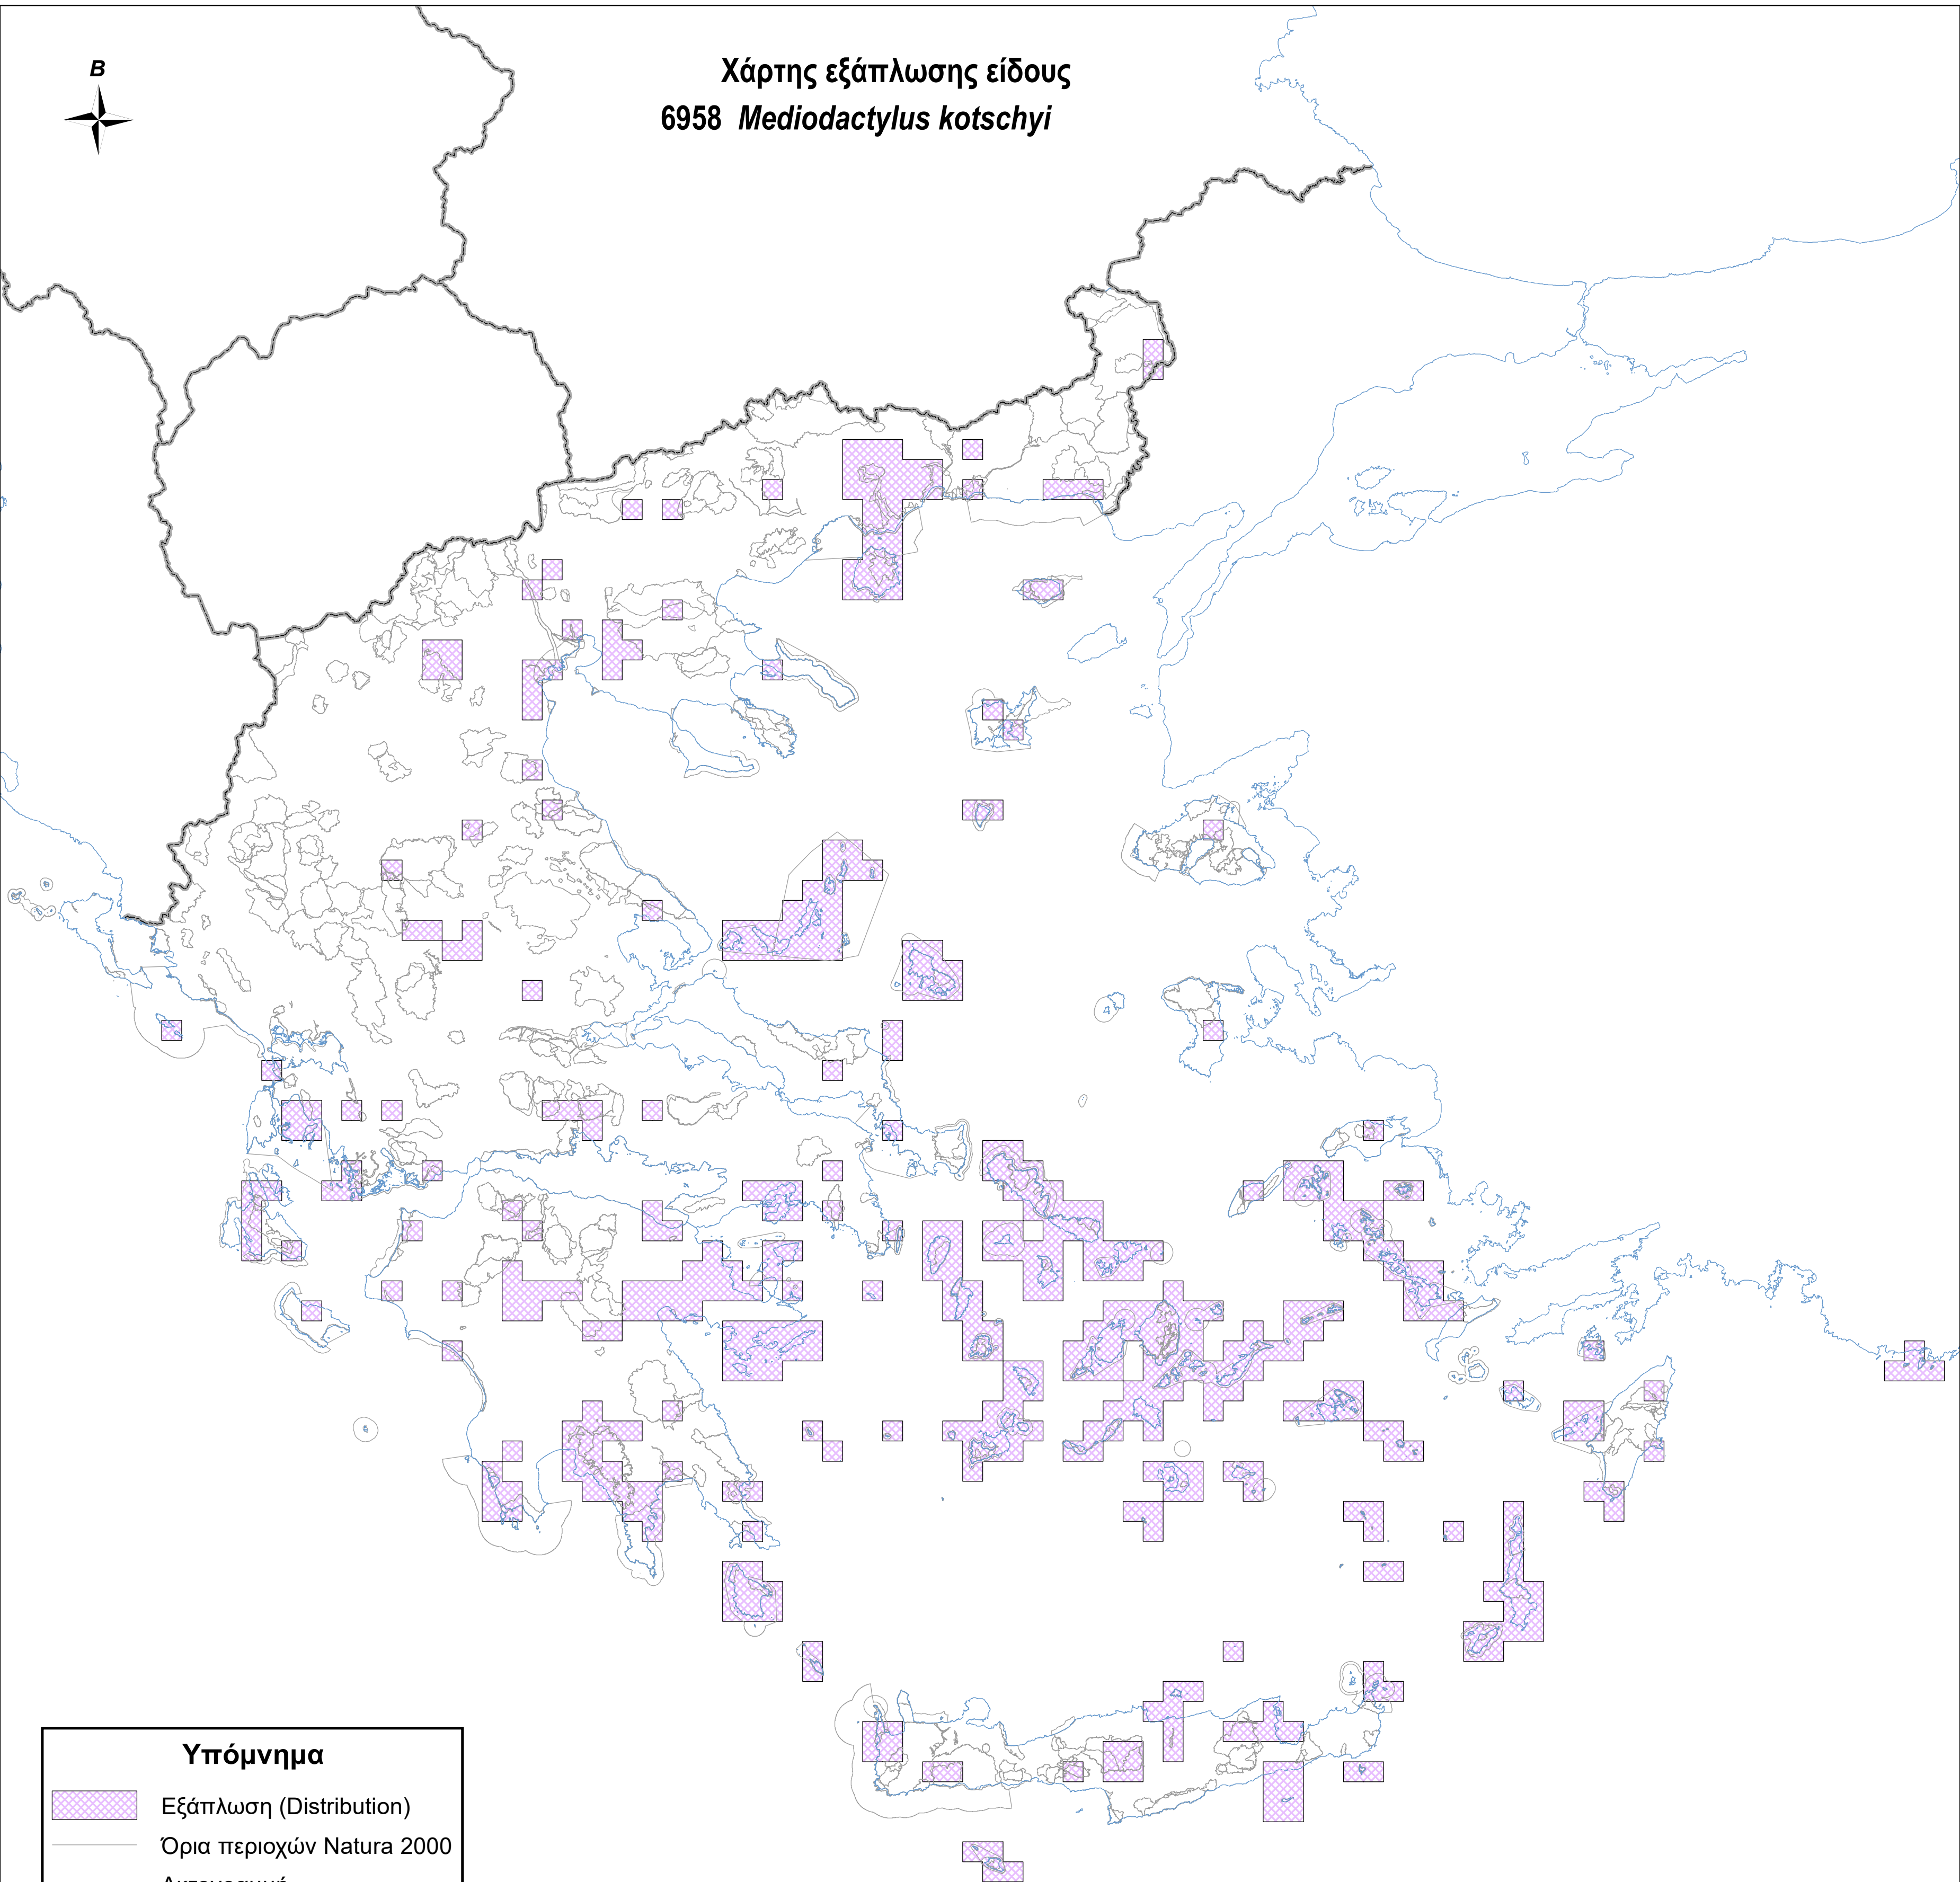 Χάρτης εξάπλωσης είδους
6958 Mediodactylus kotschyi
B
Υπόμνημα
Εξάπλωση (Distribution)
Όρια περιοχών Natura 2000